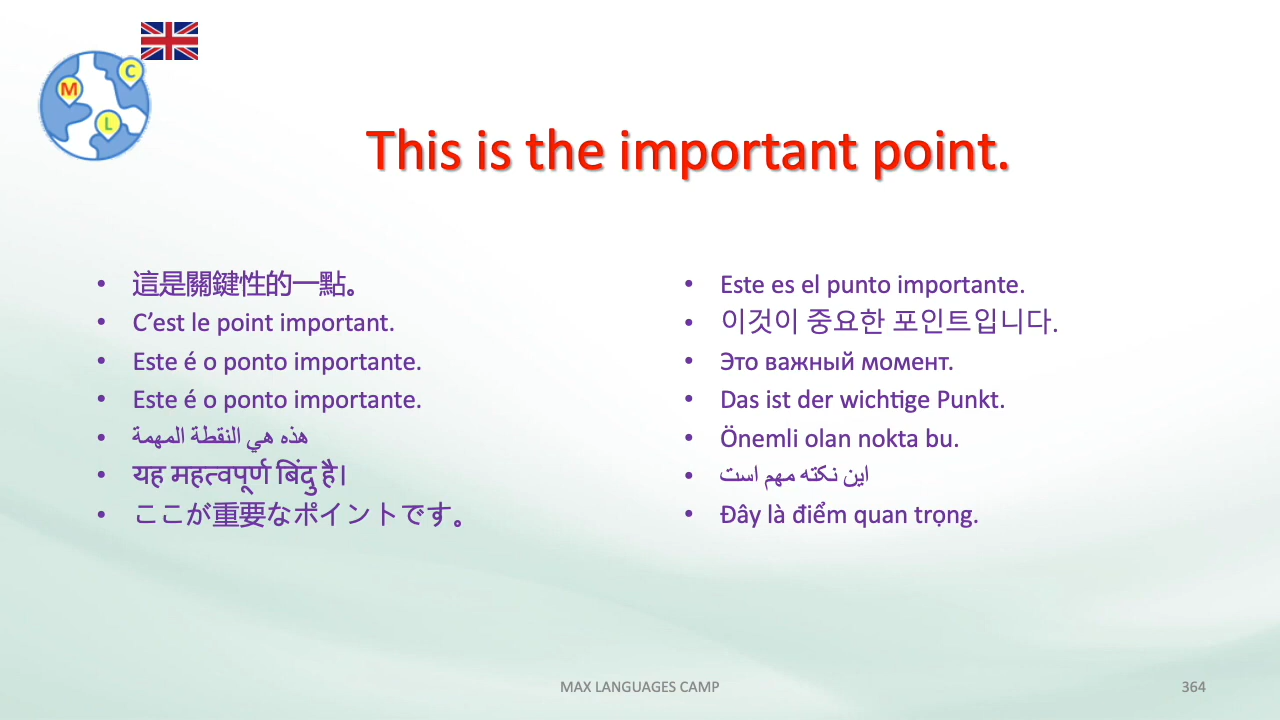 C
M
L
This is the important point.
• 這是關鍵性的一點。
• C’est le point important.
• Este é o ponto importante.
• Este é o ponto importante.
• هذه هي النقطة المهمة
• यह महत्वपूर्ण बिंदु है।
• ここが重要なポイントです。
• Este es el punto importante.
• 이것이 중요한 포인트입니다.
• Это важный момент.
• Das ist der wichtige Punkt.
• Önemli olan nokta bu.
• این نکته مهم است
• Đây là điểm quan trọng.
MAX LANGUAGES CAMP
364